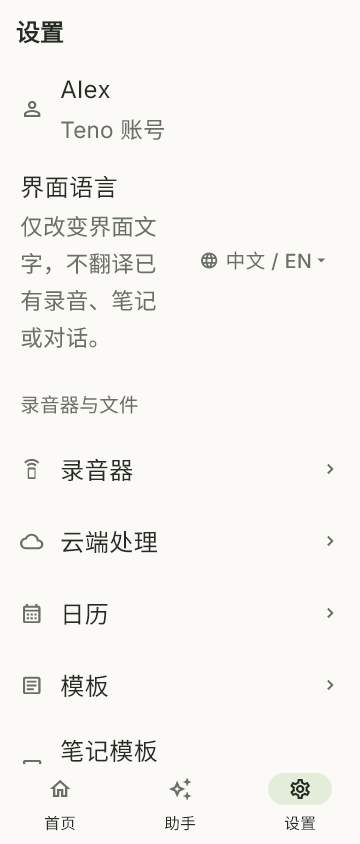 设置
Alex
Teno 账号
界面语言
仅改变界面文
字，不翻译已
有录音、笔记
或对话。
中文 / EN
录音器与文件
录音器
云端处理
日历
模板
笔记模板
首页
助手
设置